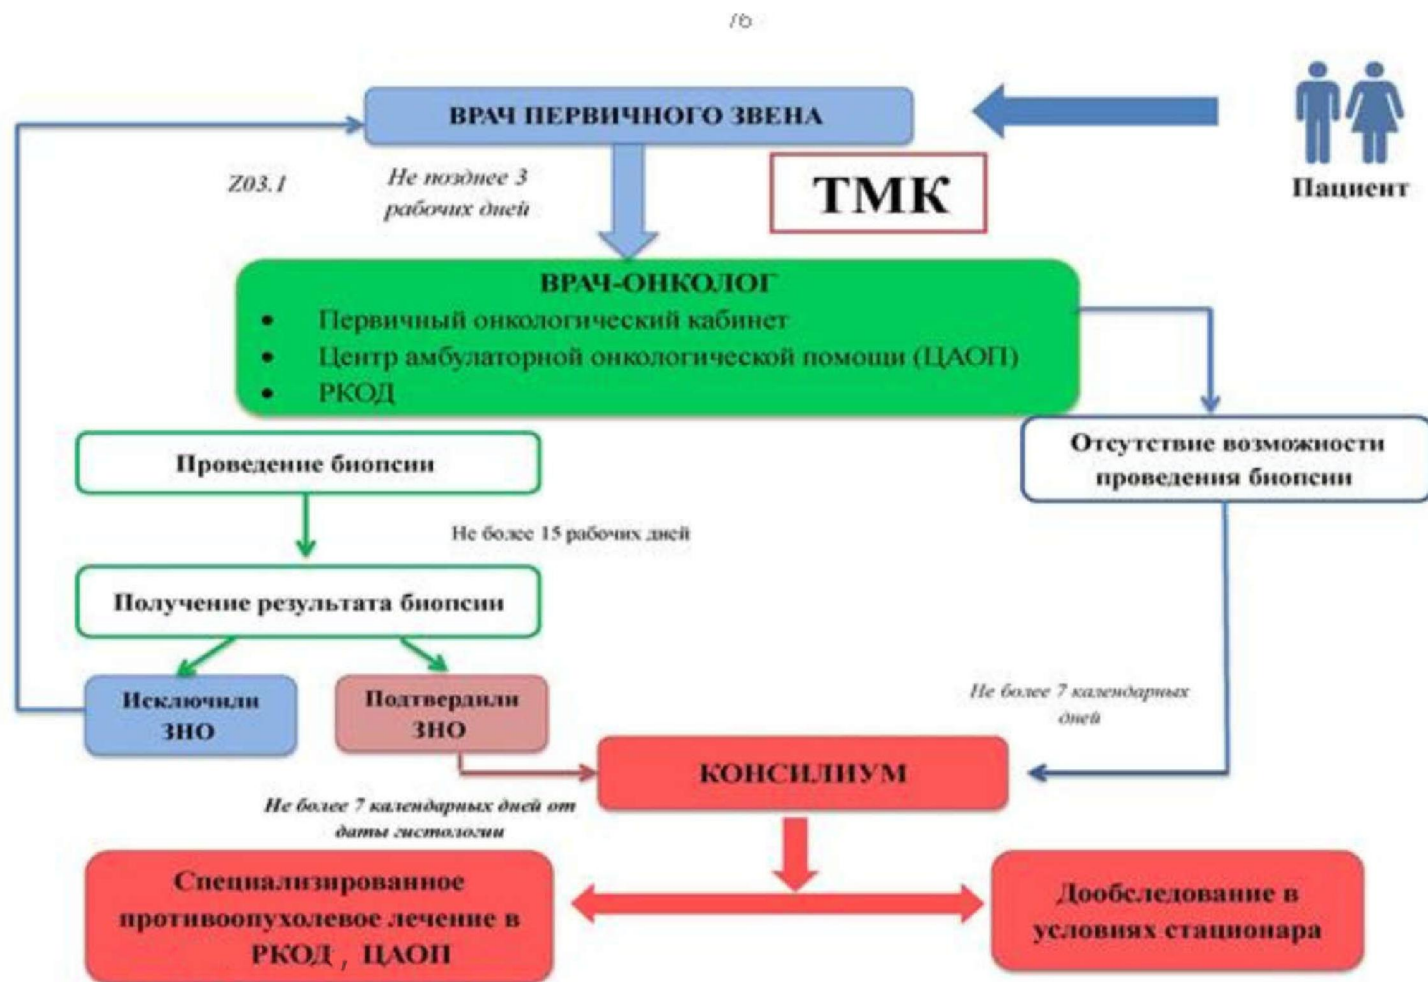 16
ВРАЧ ПЕРВИЧНОГО ЗВЕНА
Пациент
Z03.1
Не позднее 3
рабочих дней
ТМК
ВРАЧ-ОНКОЛОГ
• Первичный онкологический кабинет
• Центр амбулаторной онкологической помощи (ЦАОП)
• РКОД
Проведение биопсии
Отсутствие возможности
проведения биопсии
Не более 15 рабочих дней
Получение результата биопсии
Исключили
ЗНО
Подтвердили
ЗНО
Не более 7 календарных
дней
КОНСИЛИУМ
Не более 7 календарных дней от
даты гистологии
Специализированное
противоопухолевое лечение в
РКОД , ЦАОП
Дообследование в
условиях стационара